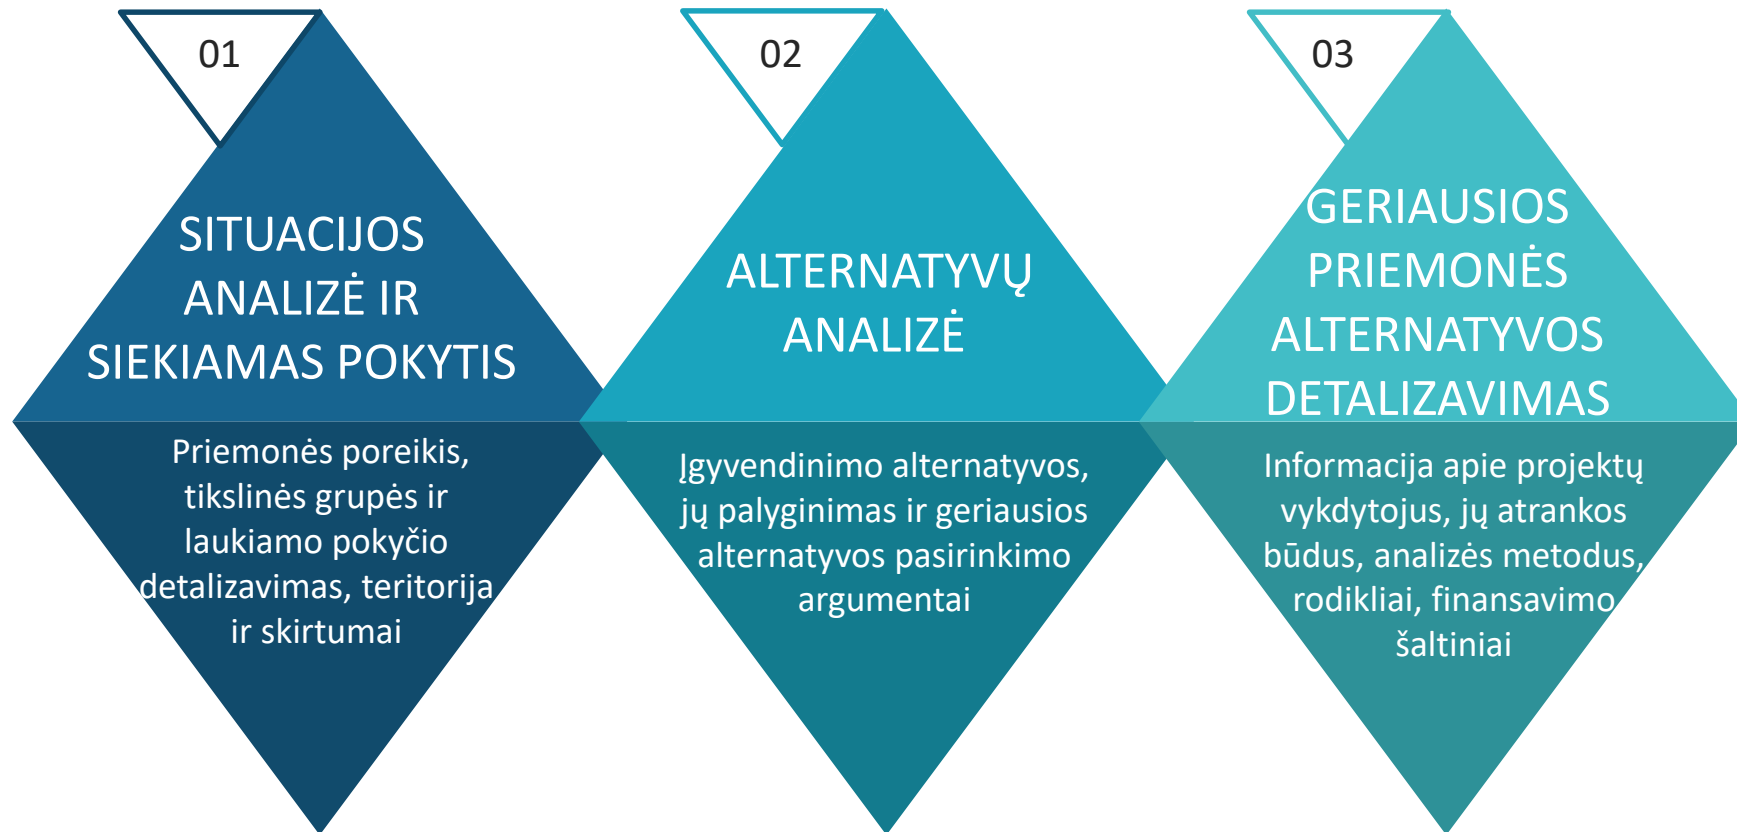 01
SITUACIJOS
ANALIZĖ IR
SIEKIAMAS POKYTIS
Priemonės poreikis,
tikslinės grupės ir
laukiamo pokyčio
detalizavimas, teritorija
ir skirtumai
02
ALTERNATYVŲ
ANALIZĖ
Įgyvendinimo alternatyvos,
jų palyginimas ir geriausios
alternatyvos pasirinkimo
argumentai
03
GERIAUSIOS
PRIEMONĖS
ALTERNATYVOS
DETALIZAVIMAS
Informacija apie projektų
vykdytojus, jų atrankos
būdus, analizės metodus,
rodikliai, finansavimo
šaltiniai